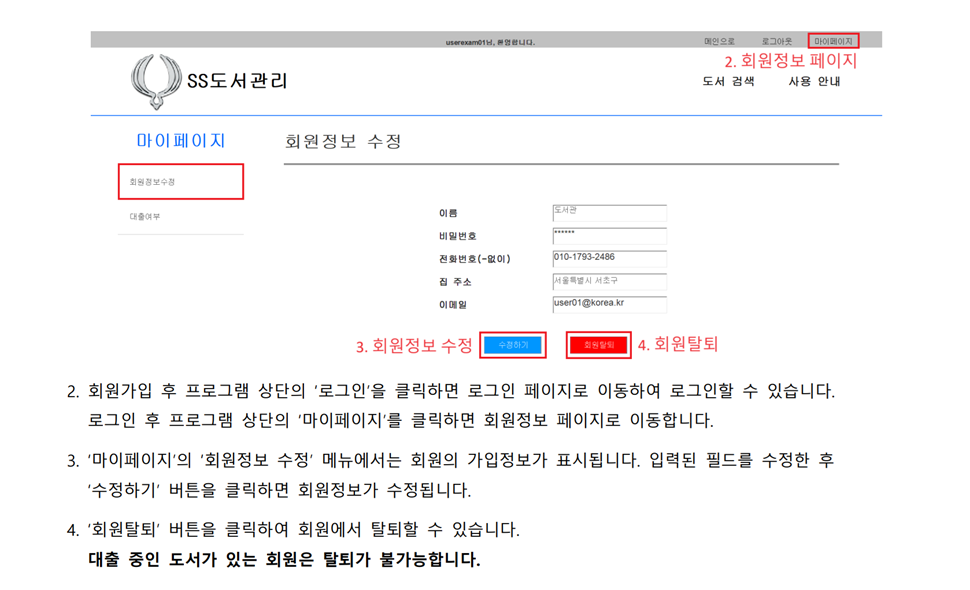 userexam01님, 환영합니다.
메인으로 로그아웃 마이페이지
2. 회원정보 페이지
SS도서관리
도서 검색 사용 안내
마이페이지
회원정보 수정
회원정보수정
대출여부
이름 도서관
비밀번호 ******
전화번호(-없이) 010-1793-2486
집 주소 서울특별시 서초구
이메일 user01@korea.kr
3. 회원정보 수정 수정하기 회원탈퇴 4. 회원탈퇴
2. 회원가입 후 프로그램 상단의 '로그인'을 클릭하면 로그인 페이지로 이동하여 로그인할 수 있습니다.
로그인 후 프로그램 상단의 '마이페이지'를 클릭하면 회원정보 페이지로 이동합니다.
3. '마이페이지'의 '회원정보 수정' 메뉴에서는 회원의 가입정보가 표시됩니다. 입력된 필드를 수정한 후
'수정하기' 버튼을 클릭하면 회원정보가 수정됩니다.
4. '회원탈퇴' 버튼을 클릭하여 회원에서 탈퇴할 수 있습니다.
대출 중인 도서가 있는 회원은 탈퇴가 불가능합니다.